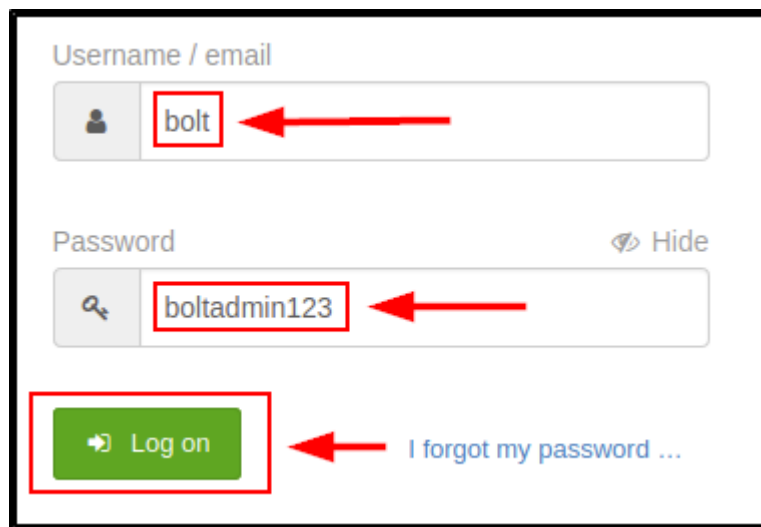 Username / email
bolt
Password Hide
boltadmin123
Log on I forgot my password …